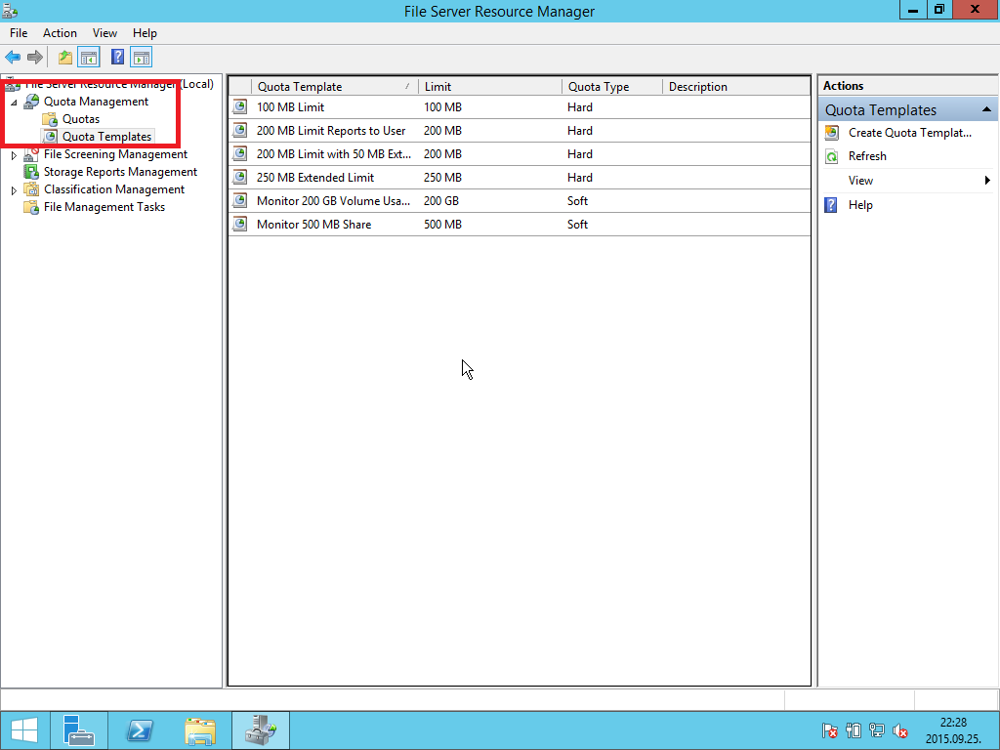 File Server Resource Manager
File Action View Help
File Server Resource Manager (Local)
Quota Management
Quotas
Quota Templates
File Screening Management
Storage Reports Management
Classification Management
File Management Tasks
Quota Template Limit Quota Type Description
100 MB Limit 100 MB Hard
200 MB Limit Reports to User 200 MB Hard
200 MB Limit with 50 MB Ext... 200 MB Hard
250 MB Extended Limit 250 MB Hard
Monitor 200 GB Volume Usa... 200 GB Soft
Monitor 500 MB Share 500 MB Soft
Actions
Quota Templates
Create Quota Templat...
Refresh
View
Help
22:28
2015.09.25.